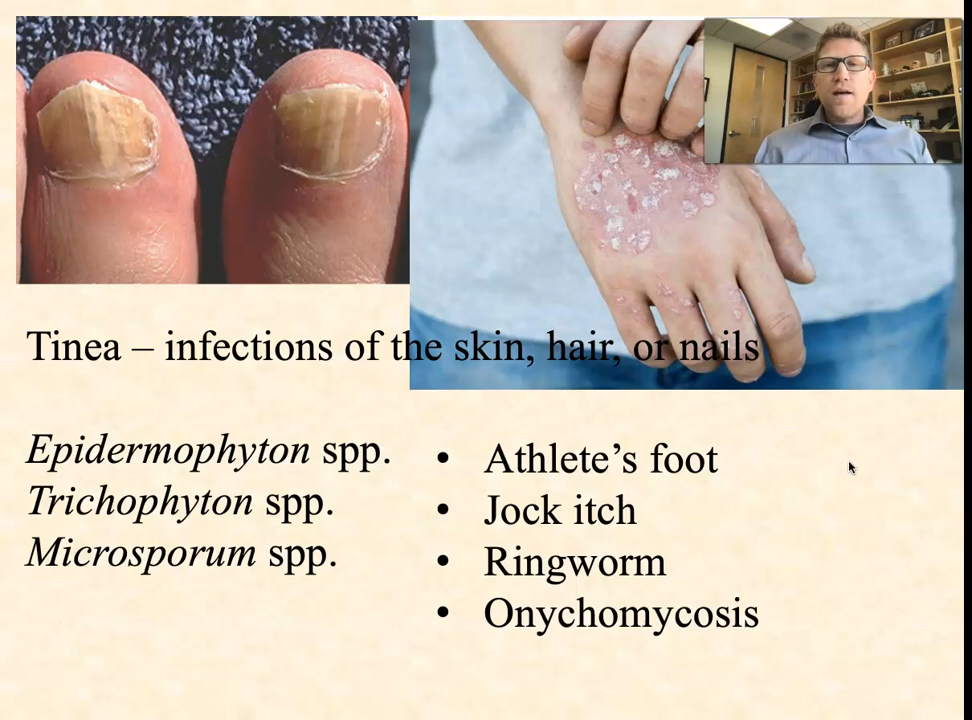 Tinea – infections of the skin, hair, or nails
Epidermophyton spp.
Trichophyton spp.
Microsporum spp.
• Athlete’s foot
• Jock itch
• Ringworm
• Onychomycosis